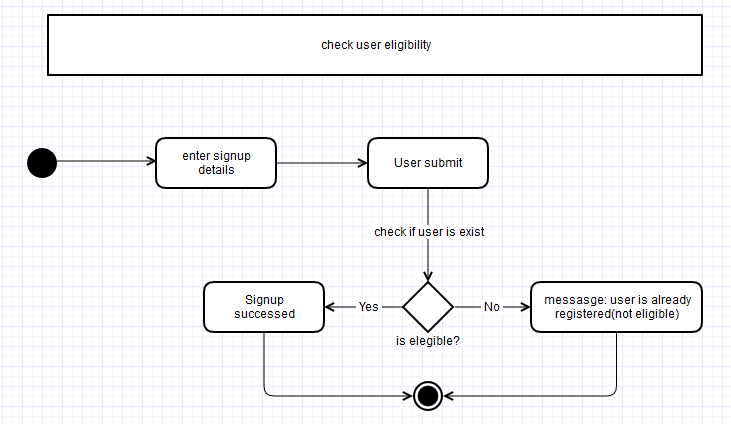 check user eligibility
enter signup
details
User submit
check if user is exist
Signup
successed
Yes
No
messasge: user is already
registered(not eligible)
is elegible?